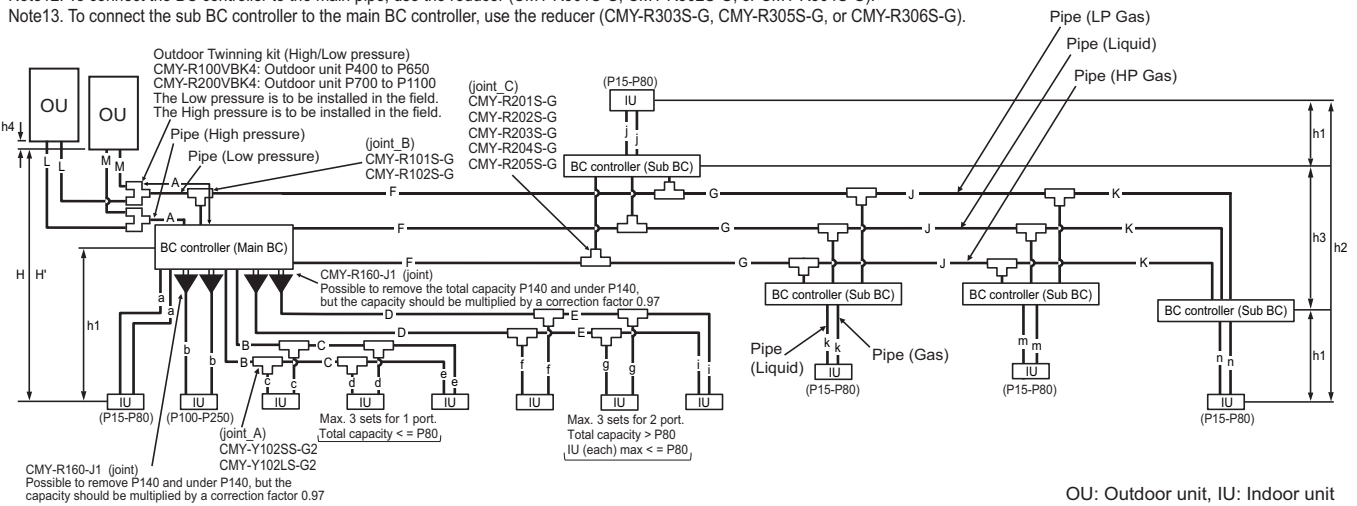 Note13. To connect the sub BC controller to the main BC controller, use the reducer (CMY-R303S-G, CMY-R305S-G, or CMY-R306S-G).
Pipe (LP Gas)
Pipe (Liquid)
Pipe (HP Gas)
Outdoor Twinning kit (High/Low pressure)
CMY-R100VBK4: Outdoor unit P400 to P650
CMY-R200VBK4: Outdoor unit P700 to P1100
The Low pressure is to be installed in the field.
The High pressure is to be installed in the field.
OU
OU
h4
Pipe (High pressure)
Pipe (Low pressure)
(joint_B)
CMY-R101S-G
CMY-R102S-G
(joint_C)
CMY-R201S-G
CMY-R202S-G
CMY-R203S-G
CMY-R204S-G
CMY-R205S-G
(P15-P80)
IU
j j
BC controller (Sub BC)
h1
L L
M M
A
A
F G J K
F G J K
F G J K
h3
h2
H H'
h1
BC controller (Main BC)
CMY-R160-J1 (joint)
Possible to remove the total capacity P140 and under P140,
but the capacity should be multiplied by a correction factor 0.97
BC controller (Sub BC)
BC controller (Sub BC)
BC controller (Sub BC)
h1
a
a
b b
B C
B C
D E
D E
c c
d d
e e
f f
g g
i i
Pipe
(Liquid)
k k
Pipe (Gas)
m m
n n
IU
(P15-P80)
IU
(P100-P250)
IU
IU
IU
IU
IU
IU
IU
(P15-P80)
IU
(P15-P80)
IU
(P15-P80)
Max. 3 sets for 1 port.
Total capacity < = P80
Max. 3 sets for 2 port.
Total capacity > P80
IU (each) max < = P80
(joint_A)
CMY-Y102SS-G2
CMY-Y102LS-G2
CMY-R160-J1 (joint)
Possible to remove P140 and under P140, but the
capacity should be multiplied by a correction factor 0.97
OU: Outdoor unit, IU: Indoor unit